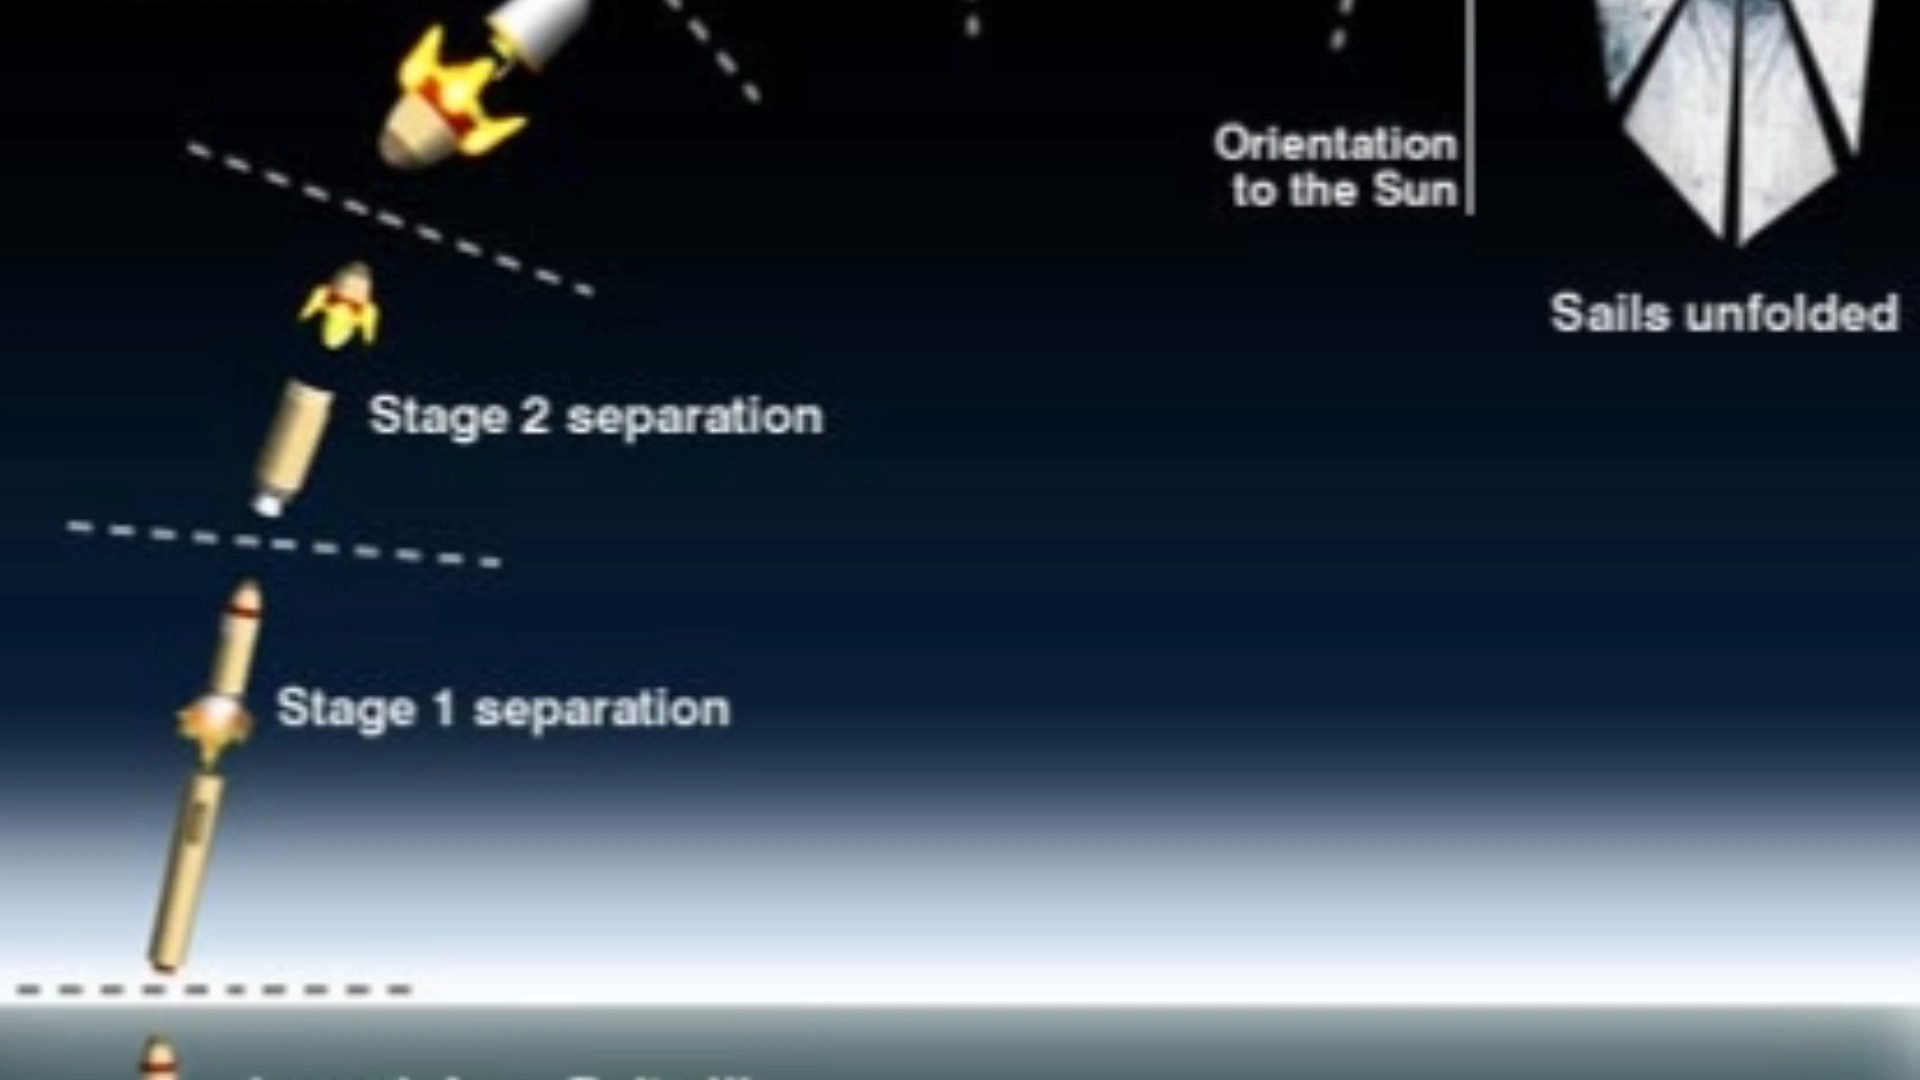 Orientation
to the Sun
Sails unfolded
Stage 2 separation
Stage 1 separation